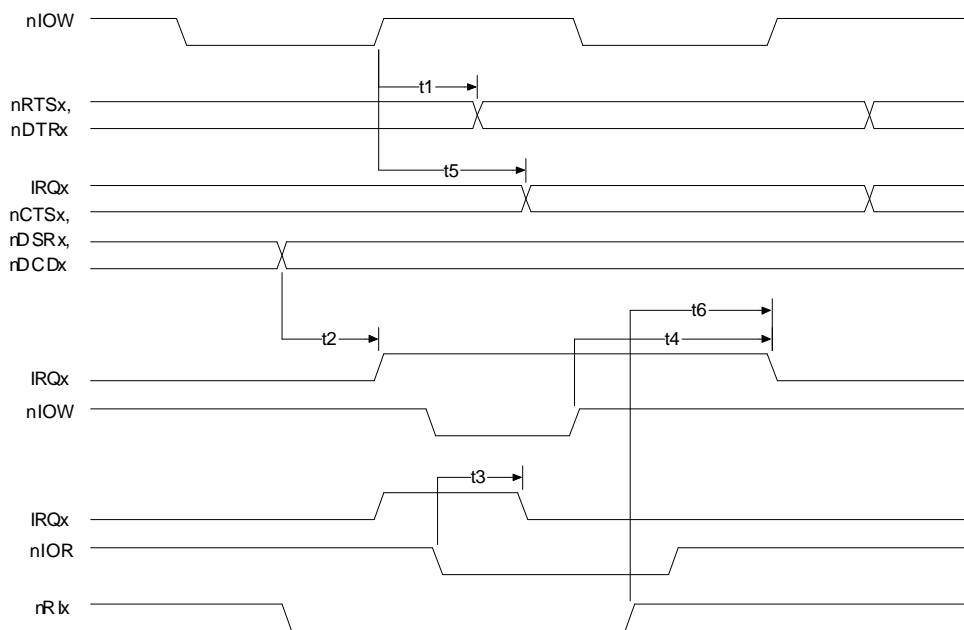 nIOW
t1
nRTSx,
nDTRx
t5
IRQx
nCTSx,
nDSRx,
nDCDx
t6
t2
t4
IRQx
nIOW
t3
IRQx
nIOR
nRIx